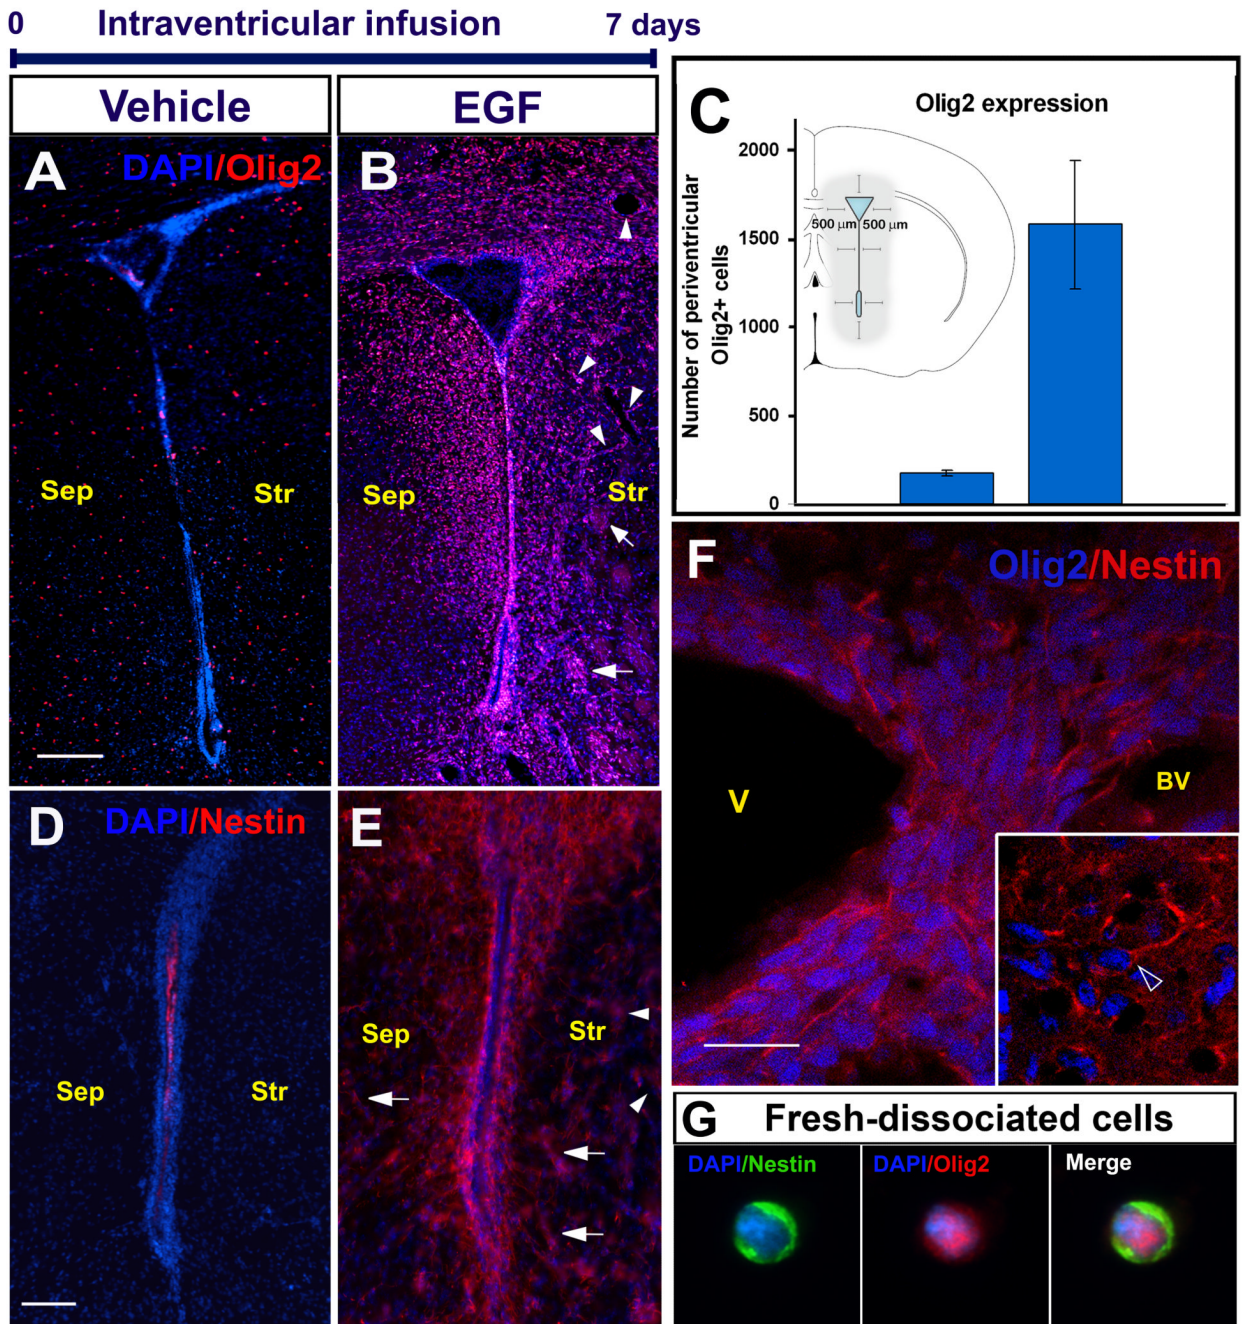 0 Intraventricular infusion 7 days
Vehicle
EGF
A
DAPI/Olig2
Sep
Str
B
Sep
Str
C
Olig2 expression
Number of periventricular
Olig2+ cells
2000
1500
1000
500
0
500 µm
500 µm
D
DAPI/Nestin
Sep
Str
E
Sep
Str
F
Olig2/Nestin
V
BV
G
Fresh-dissociated cells
DAPI/Nestin
DAPI/Olig2
Merge